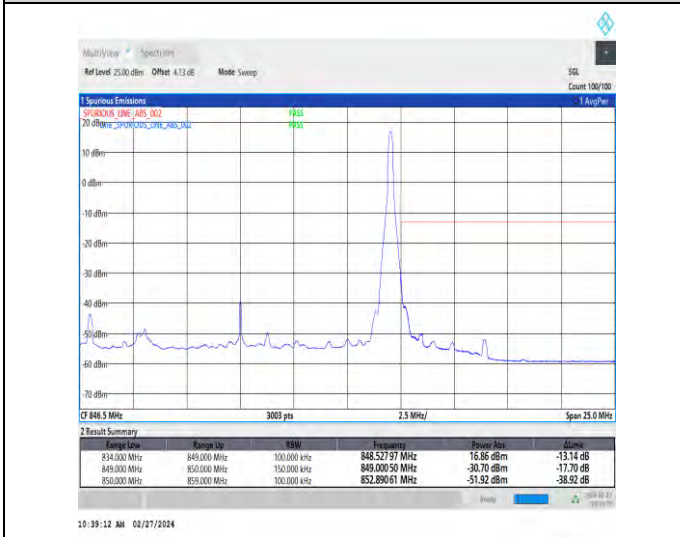 MultiView Spectrum
Ref Level 25.00 dBm Offset 4.13 dB Mode Sweep SGL
Count 100/100
1 Spurious Emissions 1 AvgPwr
SPURIOUS_LINE_ABS_002 PASS
20 dBm
LINE_SPURIOUS_LINE_ABS_002 PASS
10 dBm
0 dBm
-10 dBm
-20 dBm
-30 dBm
-40 dBm
-50 dBm
-60 dBm
-70 dBm
CF 846.5 MHz 3003 pts 2.5 MHz/ Span 25.0 MHz
2 Result Summary
Range Low Range Up RBW Frequency Power Abs ΔLimit
834.000 MHz 849.000 MHz 100.000 kHz 848.52797 MHz 16.86 dBm -13.14 dB
849.000 MHz 850.000 MHz 150.000 kHz 849.00050 MHz -30.70 dBm -17.70 dB
850.000 MHz 859.000 MHz 100.000 kHz 852.89061 MHz -51.92 dBm -38.92 dB
10:39:12 AM 02/27/2024